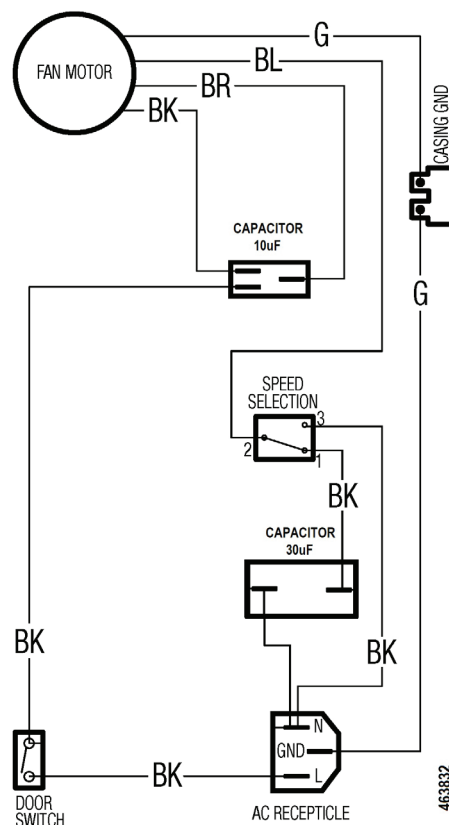 G
BL
FAN MOTOR
BR
BK
CASING GND
CAPACITOR
10uF
G
SPEED
SELECTION
3
2
1
BK
CAPACITOR
30uF
BK
BK
N
GND
L
BK
DOOR
SWITCH
AC RECEPTICLE
463832